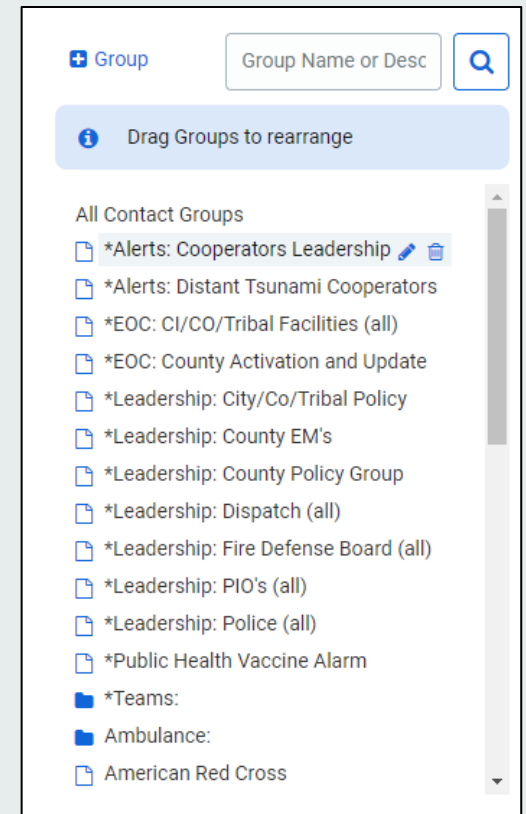 Group
Group Name or Desc
Drag Groups to rearrange
All Contact Groups
*Alerts: Cooperators Leadership
*Alerts: Distant Tsunami Cooperators
*EOC: CI/CO/Tribal Facilities (all)
*EOC: County Activation and Update
*Leadership: City/Co/Tribal Policy
*Leadership: County EM's
*Leadership: County Policy Group
*Leadership: Dispatch (all)
*Leadership: Fire Defense Board (all)
*Leadership: PIO's (all)
*Leadership: Police (all)
*Public Health Vaccine Alarm
*Teams:
Ambulance:
American Red Cross